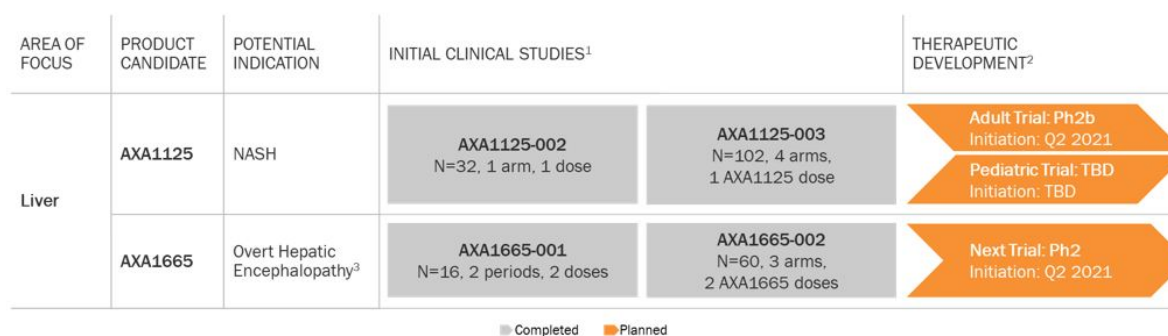 AREA OF
FOCUS
PRODUCT
CANDIDATE
POTENTIAL
INDICATION
INITIAL CLINICAL STUDIES¹
THERAPEUTIC
DEVELOPMENT²
Liver
AXA1125
NASH
AXA1125-002
N=32, 1 arm, 1 dose
AXA1125-003
N=102, 4 arms,
1 AXA1125 dose
Adult Trial: Ph2b
Initiation: Q2 2021
Pediatric Trial: TBD
Initiation: TBD
AXA1665
Overt Hepatic
Encephalopathy³
AXA1665-001
N=16, 2 periods, 2 doses
AXA1665-002
N=60, 3 arms,
2 AXA1665 doses
Next Trial: Ph2
Initiation: Q2 2021
Completed
Planned